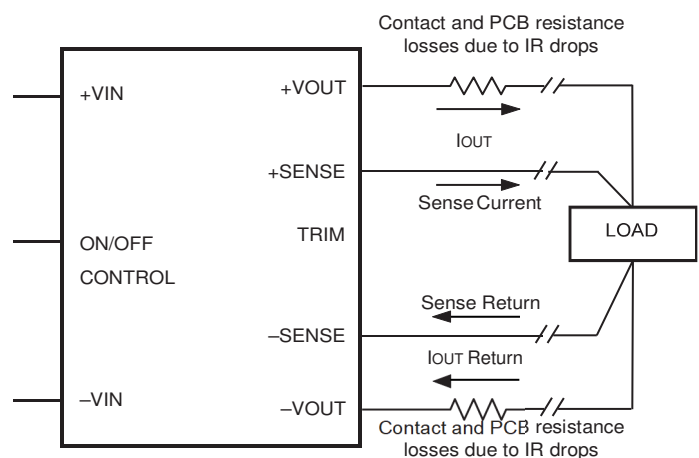 Contact and PCB resistance
losses due to IR drops
+VIN
+VOUT
IOUT
+SENSE
Sense Current
ON/OFF
CONTROL
TRIM
LOAD
Sense Return
–SENSE
IOUT Return
–VIN
–VOUT
Contact and PCB resistance
losses due to IR drops